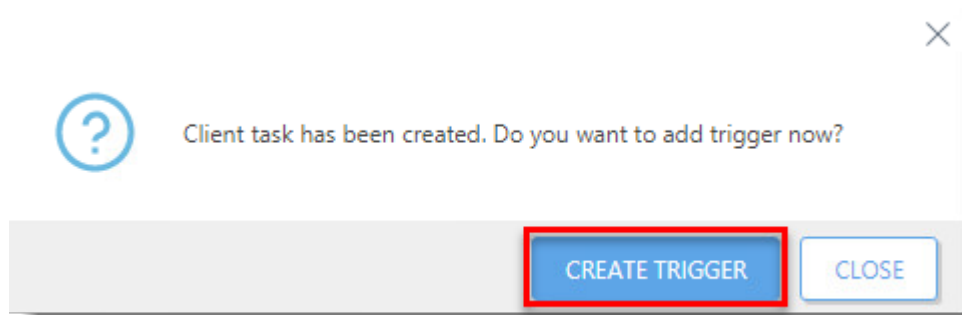 Client task has been created. Do you want to add trigger now?
CREATE TRIGGER
CLOSE